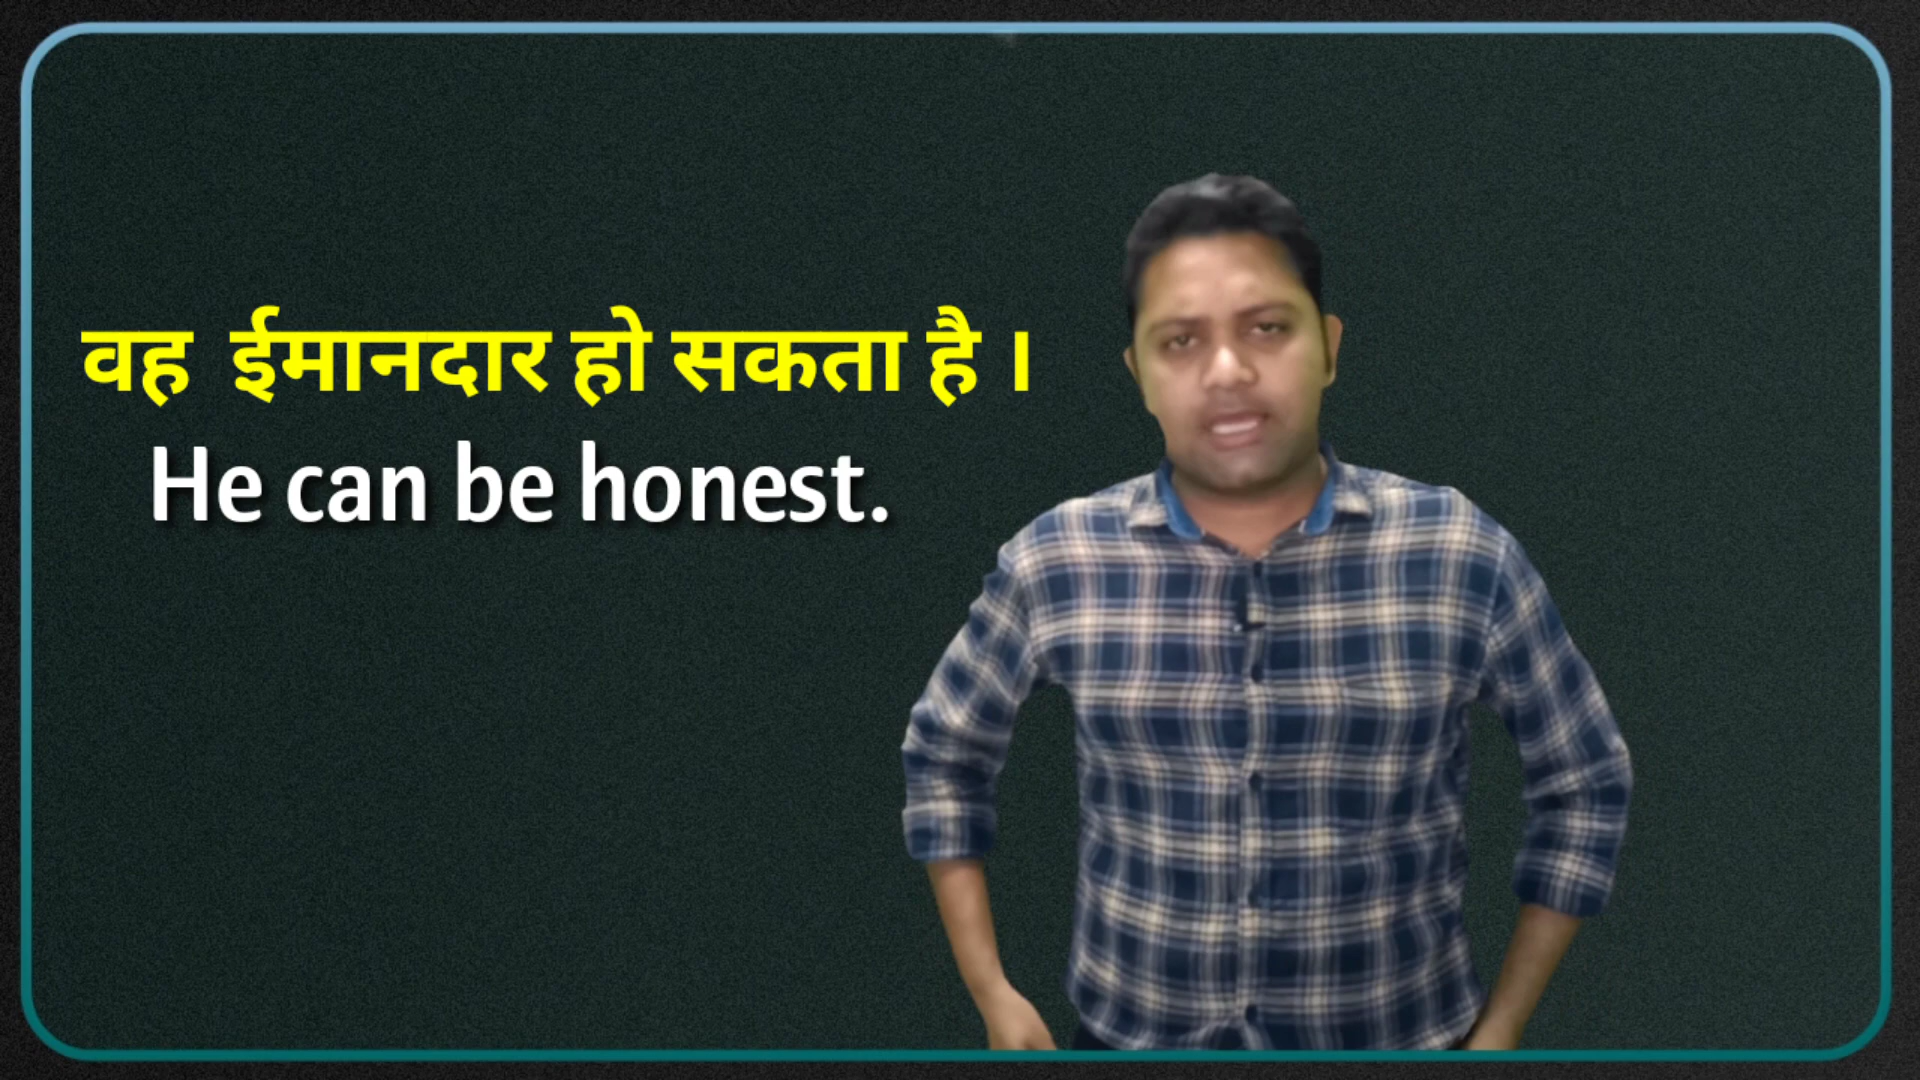 वह ईमानदार हो सकता है ।
He can be honest.